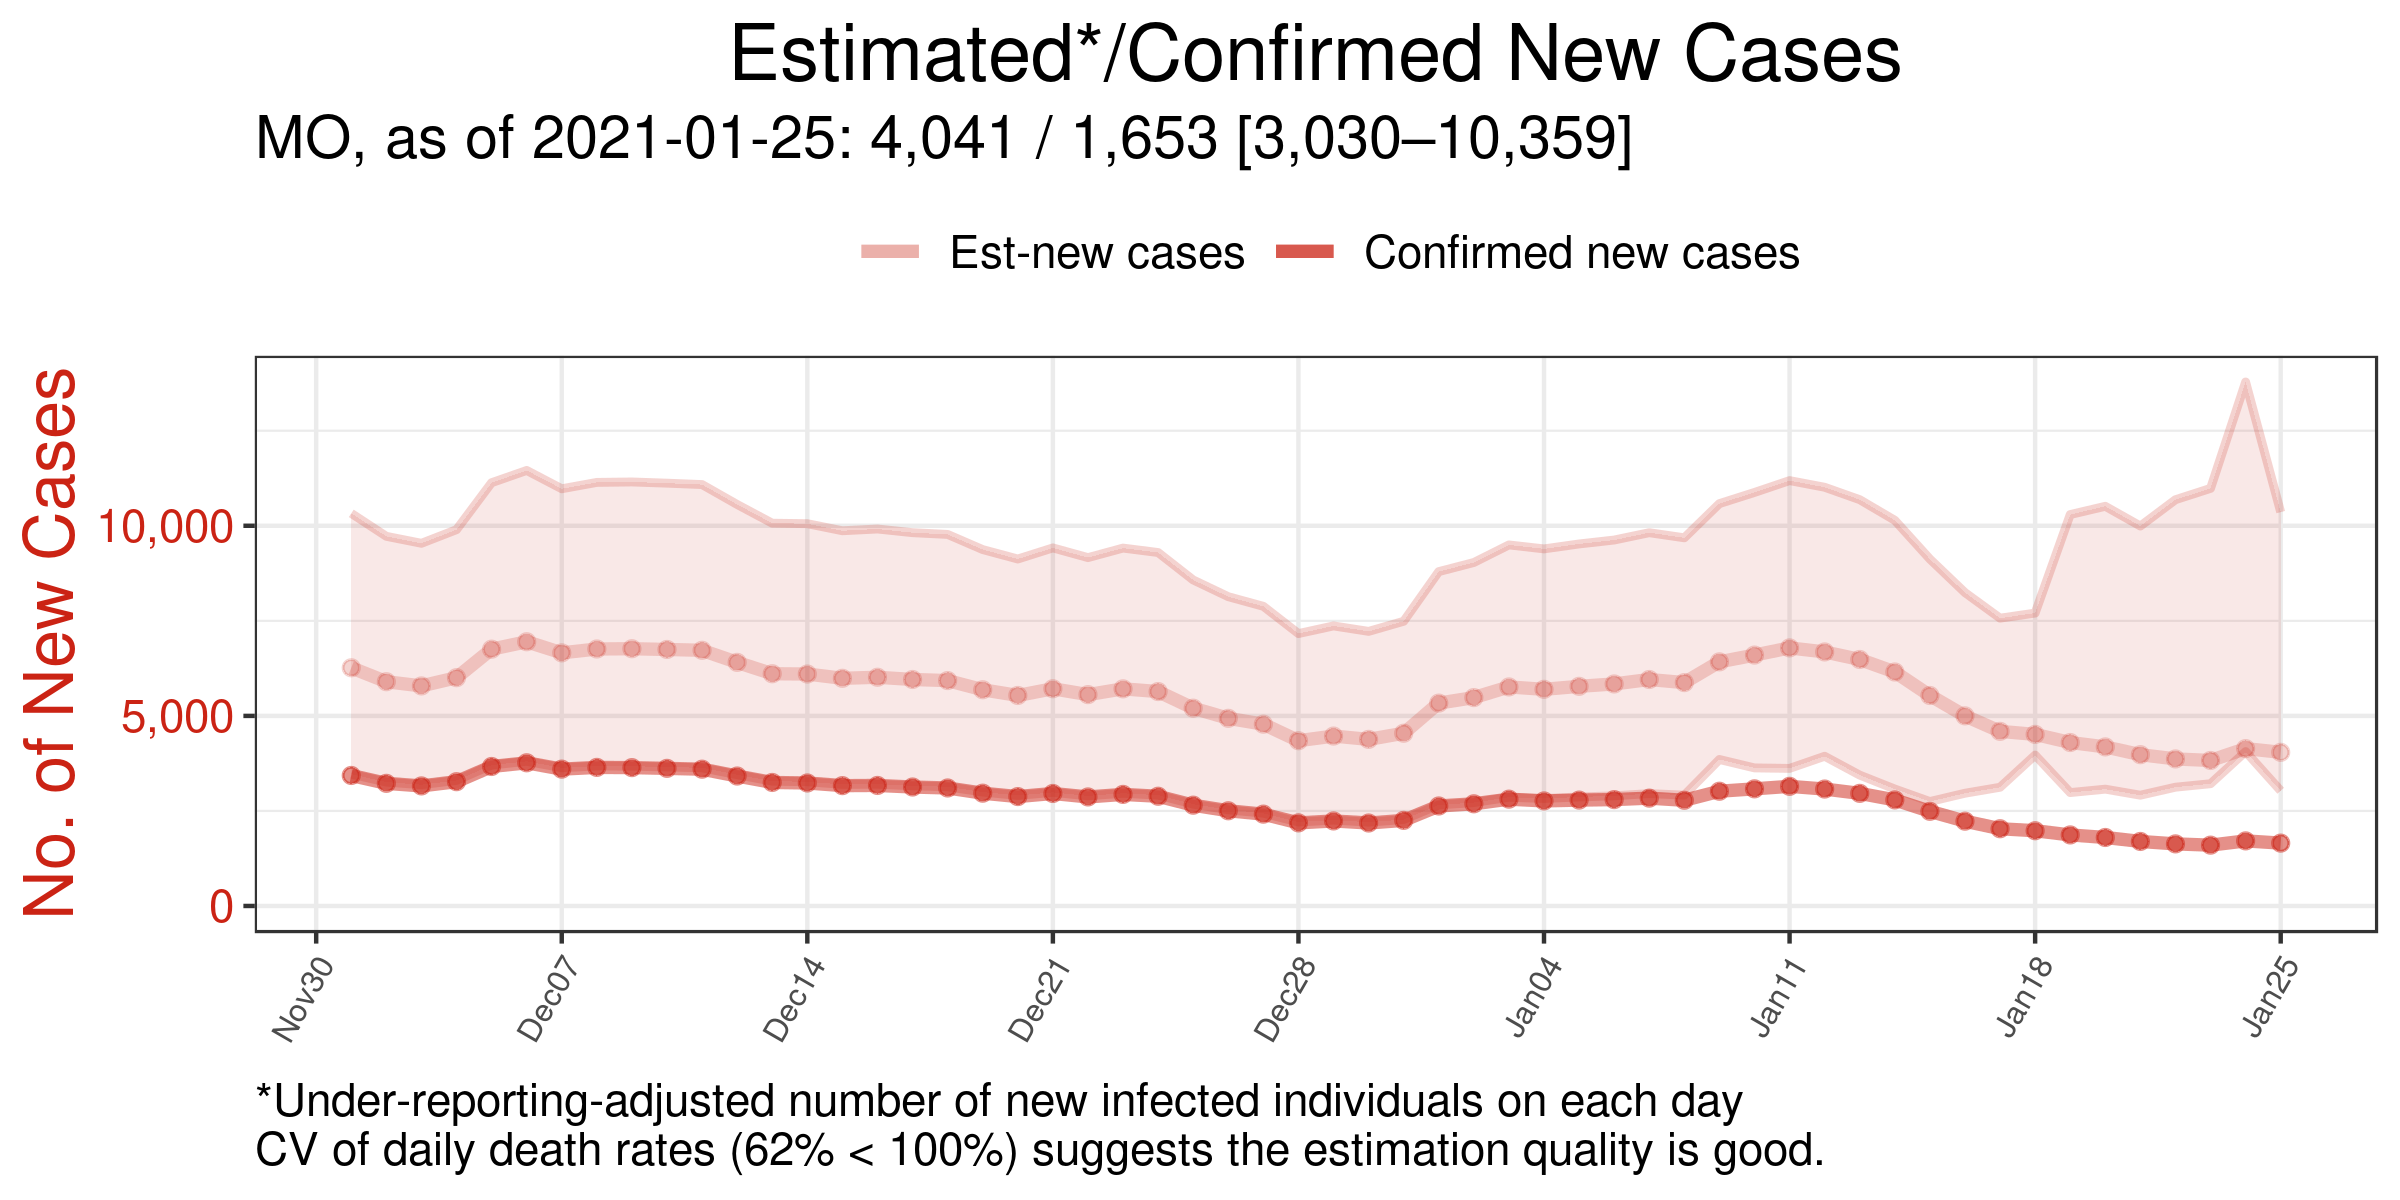 Estimated*/Confirmed New Cases
MO, as of 2021-01-25: 4,041 / 1,653 [3,030–10,359]
Est-new cases
Confirmed new cases
No. of New Cases
10,000
5,000
0
Nov30
Dec07
Dec14
Dec21
Dec28
Jan04
Jan11
Jan18
Jan25
*Under-reporting-adjusted number of new infected individuals on each day
CV of daily death rates (62% < 100%) suggests the estimation quality is good.